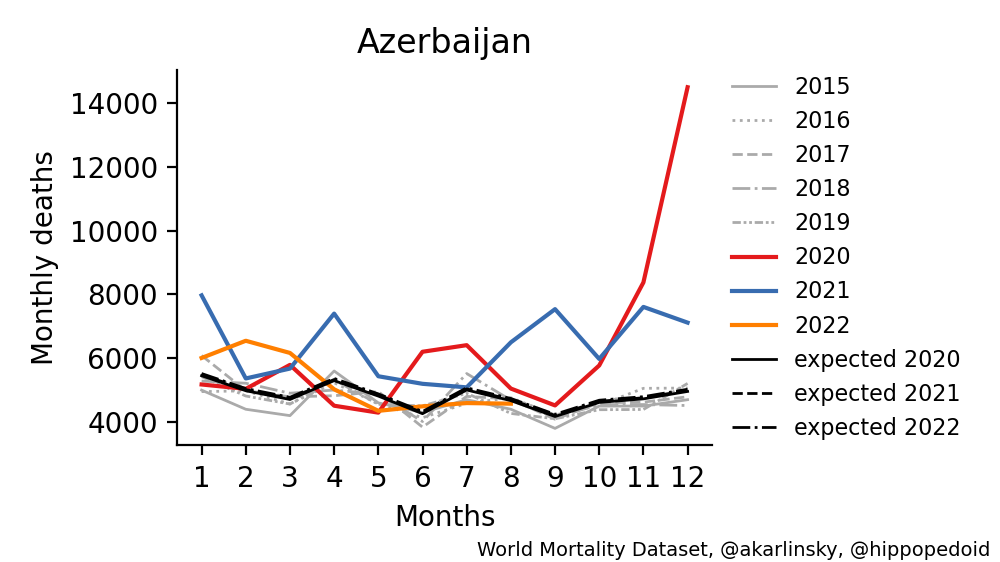 Azerbaijan
Monthly deaths
14000
12000
10000
8000
6000
4000
1 2 3 4 5 6 7 8 9 10 11 12
Months
2015
2016
2017
2018
2019
2020
2021
2022
expected 2020
expected 2021
expected 2022
World Mortality Dataset, @akarlinsky, @hippopedoid